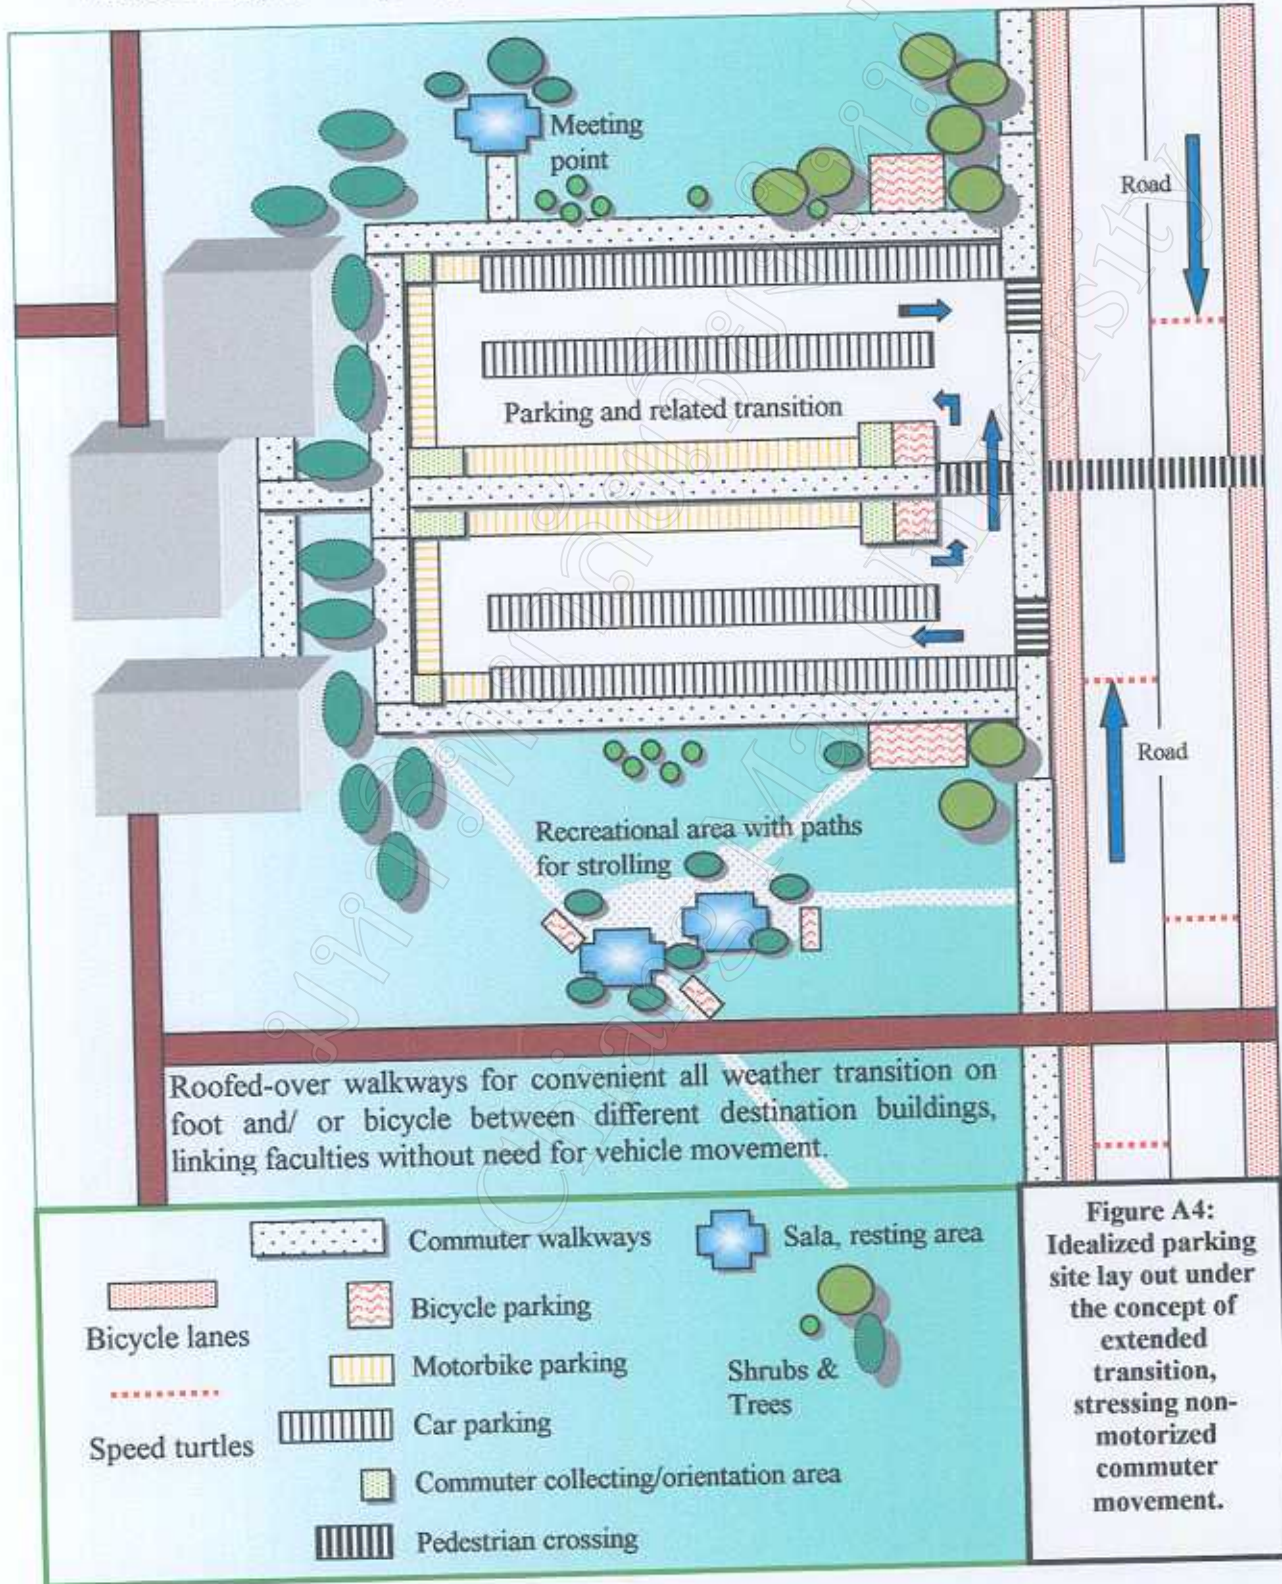 Meeting
point
Road
Parking and related transition
Road
Recreational area with paths
for strolling
Roofed-over walkways for convenient all weather transition on
foot and/ or bicycle between different destination buildings,
linking faculties without need for vehicle movement.
Commuter walkways
Sala, resting area
Bicycle lanes
Bicycle parking
Motorbike parking
Shrubs &
Trees
Car parking
Speed turtles
Commuter collecting/orientation area
Pedestrian crossing
Figure A4:
Idealized parking
site lay out under
the concept of
extended
transition,
stressing non-
motorized
commuter
movement.